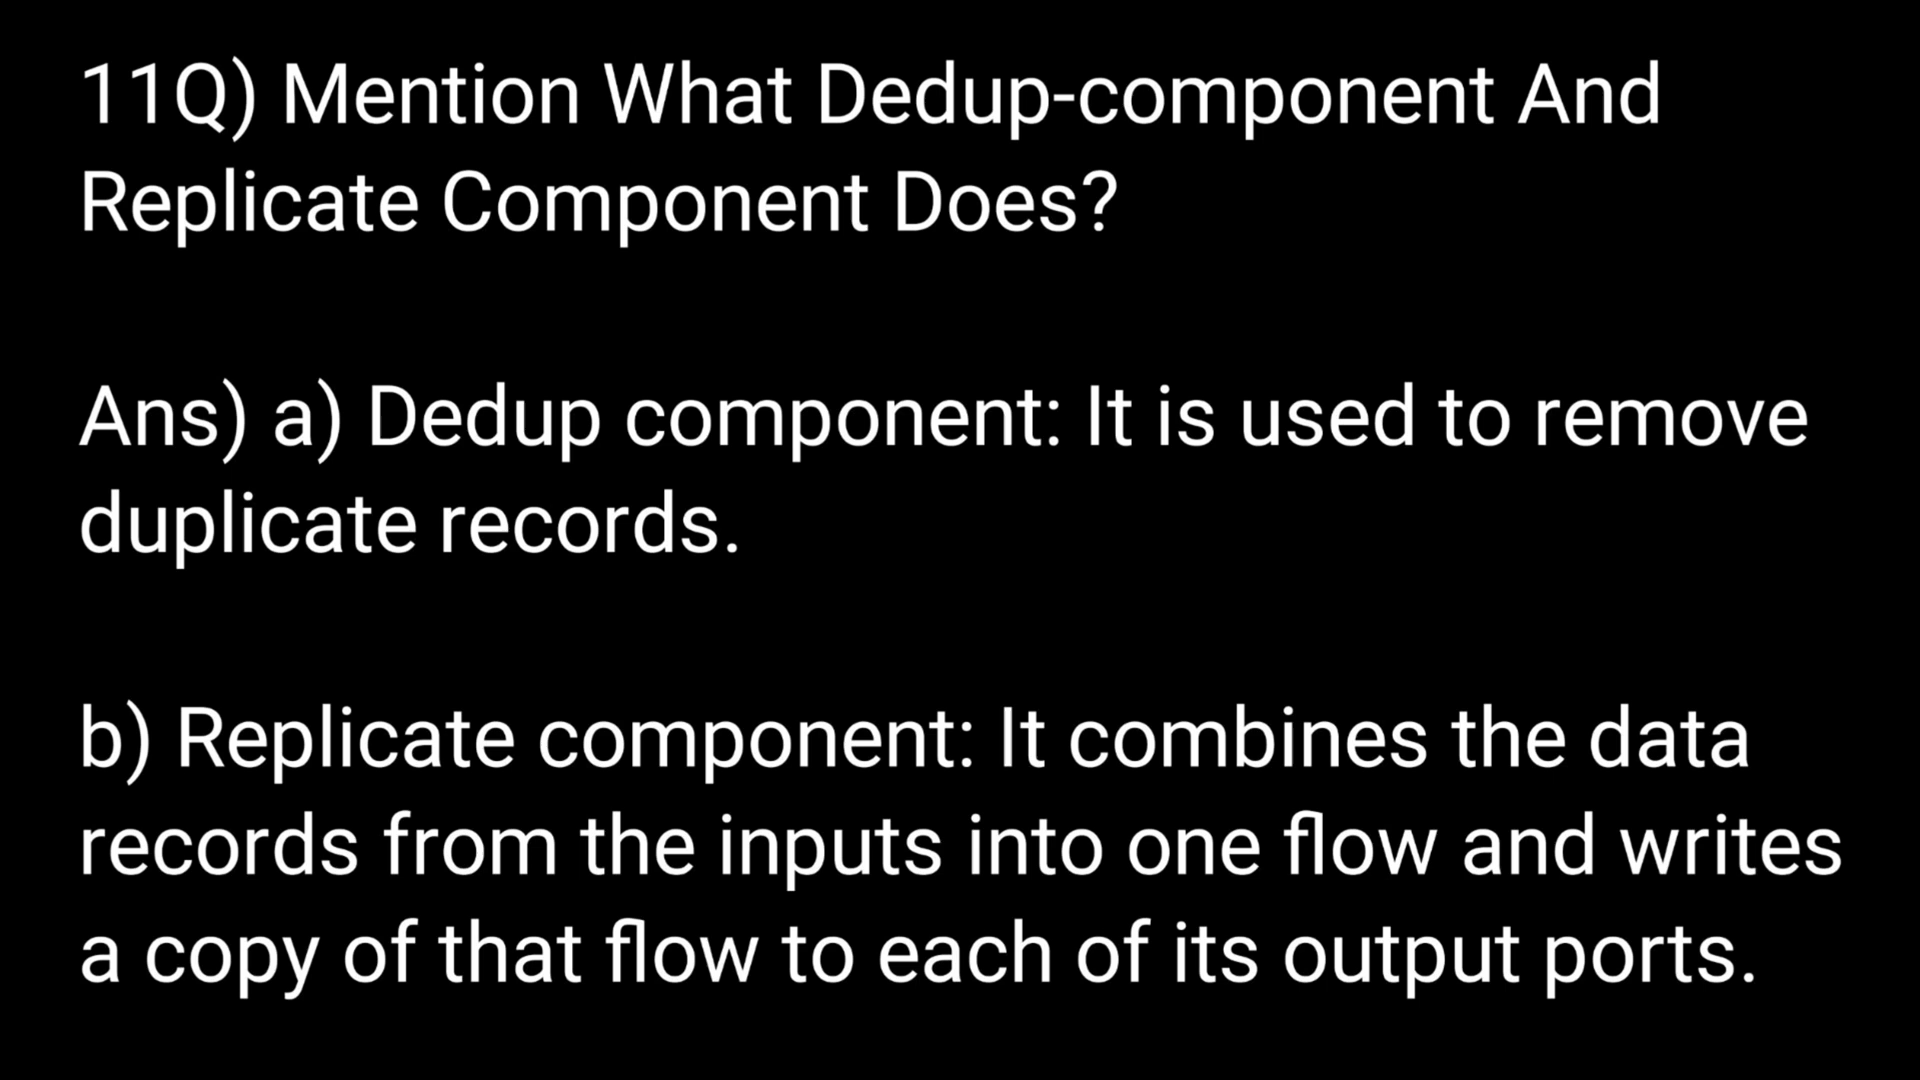 11Q) Mention What Dedup-component And
Replicate Component Does?
Ans) a) Dedup component: It is used to remove
duplicate records.
b) Replicate component: It combines the data
records from the inputs into one flow and writes
a copy of that flow to each of its output ports.